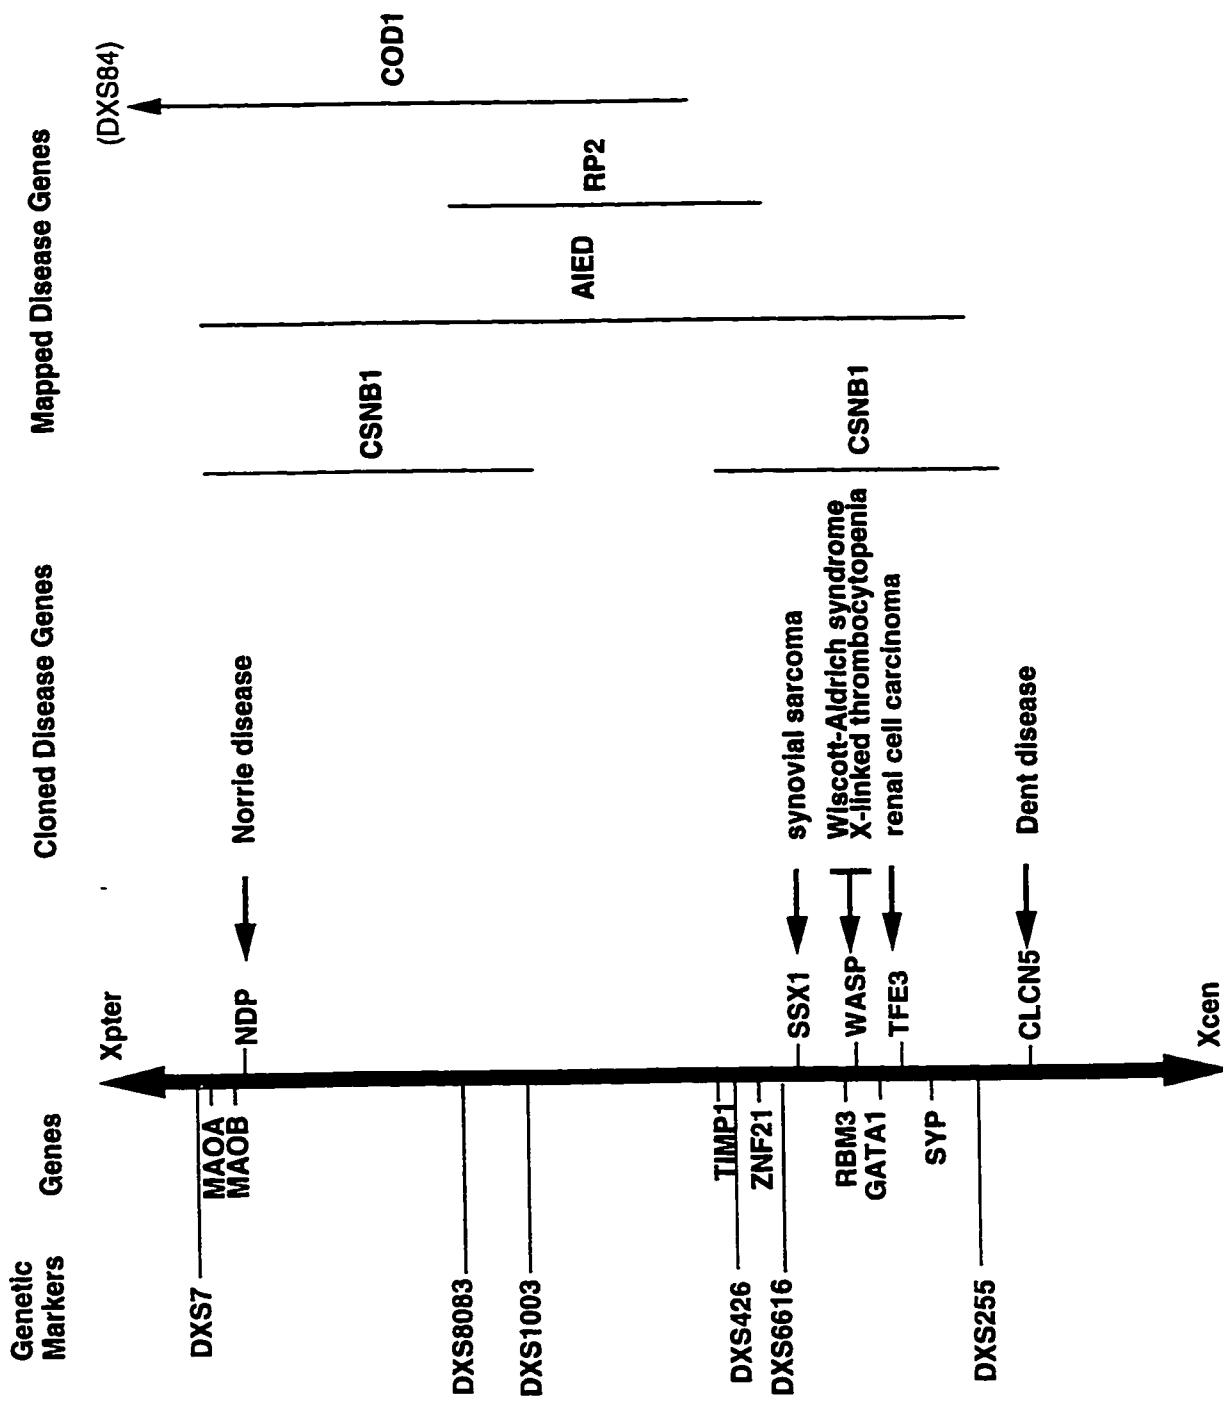 Genetic
Markers
Genes
Cloned Disease Genes
Mapped Disease Genes
Xpter
(DXS84)
DXS7
MAOA
MAOB
NDP
Norrie disease
CSNB1
AIED
RP2
COD1
DXS8083
DXS1003
TIMP1
DXS426
ZNF21
DXS6616
SSX1
synovial sarcoma
RBM3
WASP
Wiscott-Aldrich syndrome
X-linked thrombocytopenia
CSNB1
GATA1
TFE3
renal cell carcinoma
SYP
DXS255
CLCN5
Dent disease
Xcen